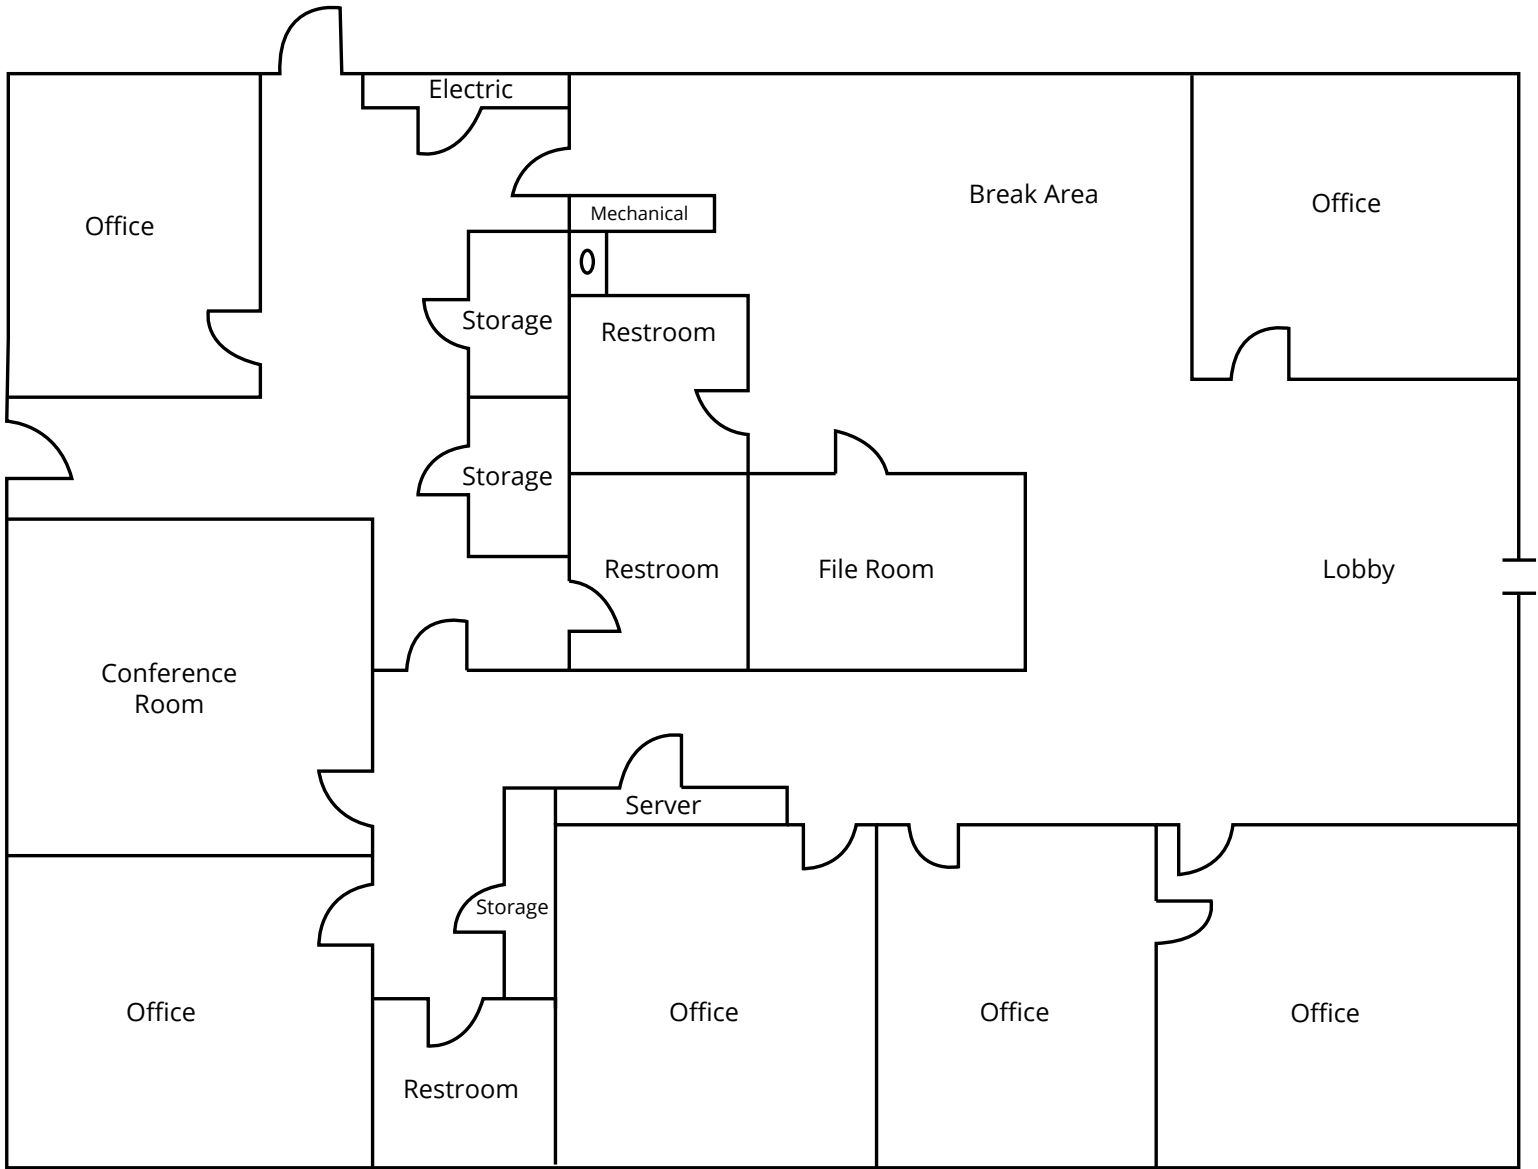 Electric
Break Area
Office
Mechanical
Office
Storage
Restroom
Storage
Restroom
File Room
Lobby
Conference
Room
Server
Storage
Office
Office
Office
Office
Restroom